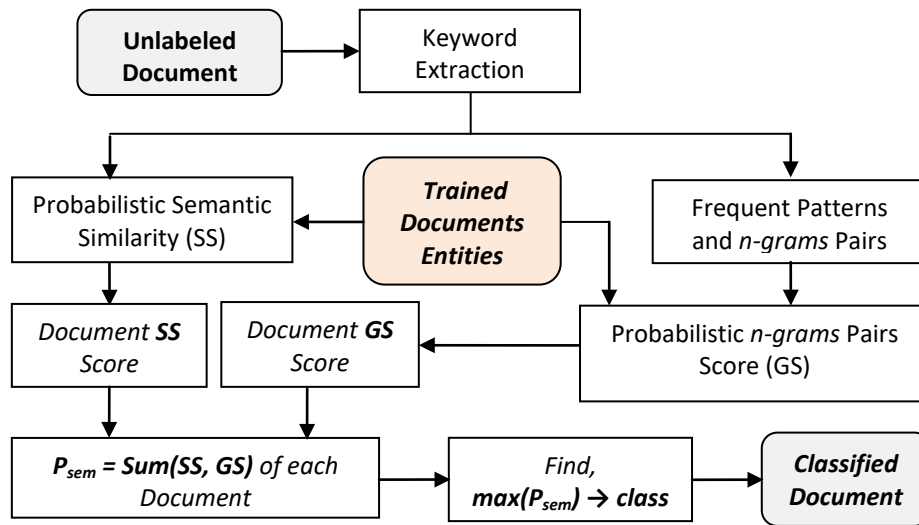 Unlabeled
Document
Keyword
Extraction
Probabilistic Semantic
Similarity (SS)
Trained
Documents
Entities
Frequent Patterns
and n-grams Pairs
Document SS
Score
Document GS
Score
Probabilistic n-grams Pairs
Score (GS)
P_sem = Sum(SS, GS) of each
Document
Find,
max(P_sem) → class
Classified
Document